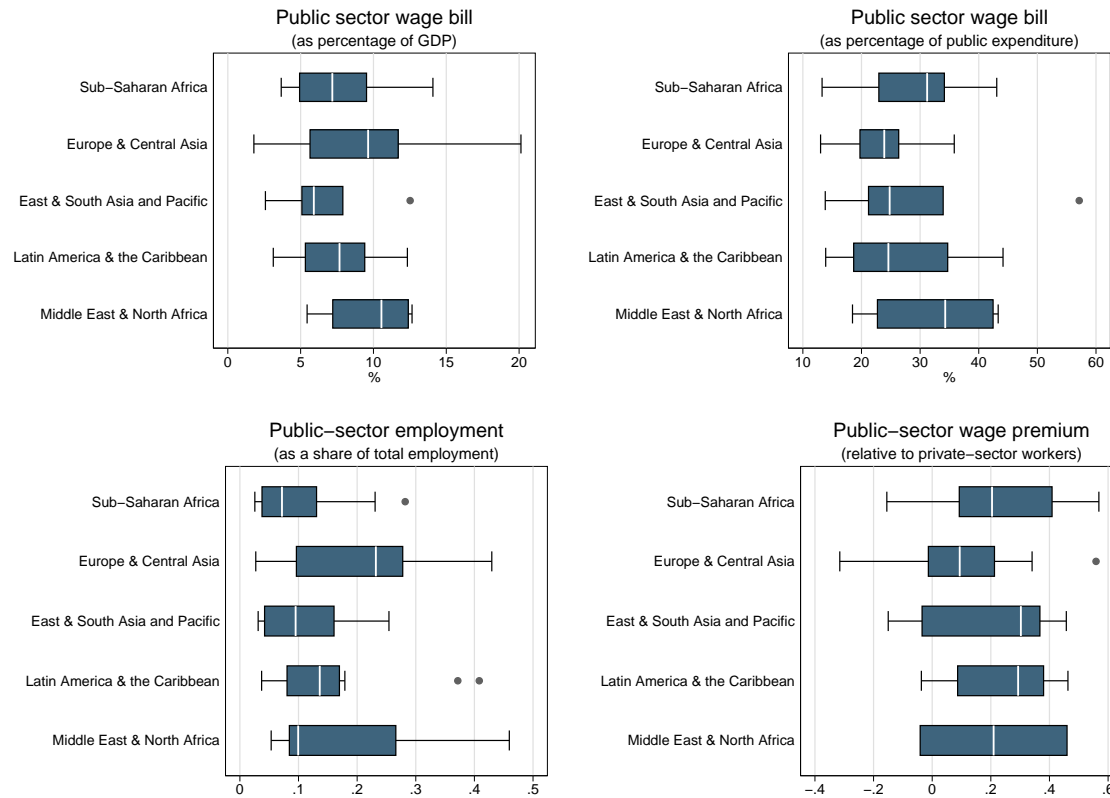 Public sector wage bill
(as percentage of GDP)
Sub−Saharan Africa
Europe & Central Asia
East & South Asia and Pacific
Latin America & the Caribbean
Middle East & North Africa
0 5 10 15 20
%
Public sector wage bill
(as percentage of public expenditure)
Sub−Saharan Africa
Europe & Central Asia
East & South Asia and Pacific
Latin America & the Caribbean
Middle East & North Africa
10 20 30 40 50 60
%
Public−sector employment
(as a share of total employment)
Sub−Saharan Africa
Europe & Central Asia
East & South Asia and Pacific
Latin America & the Caribbean
Middle East & North Africa
0 .1 .2 .3 .4 .5
Public−sector wage premium
(relative to private−sector workers)
Sub−Saharan Africa
Europe & Central Asia
East & South Asia and Pacific
Latin America & the Caribbean
Middle East & North Africa
−.4 −.2 0 .2 .4 .6